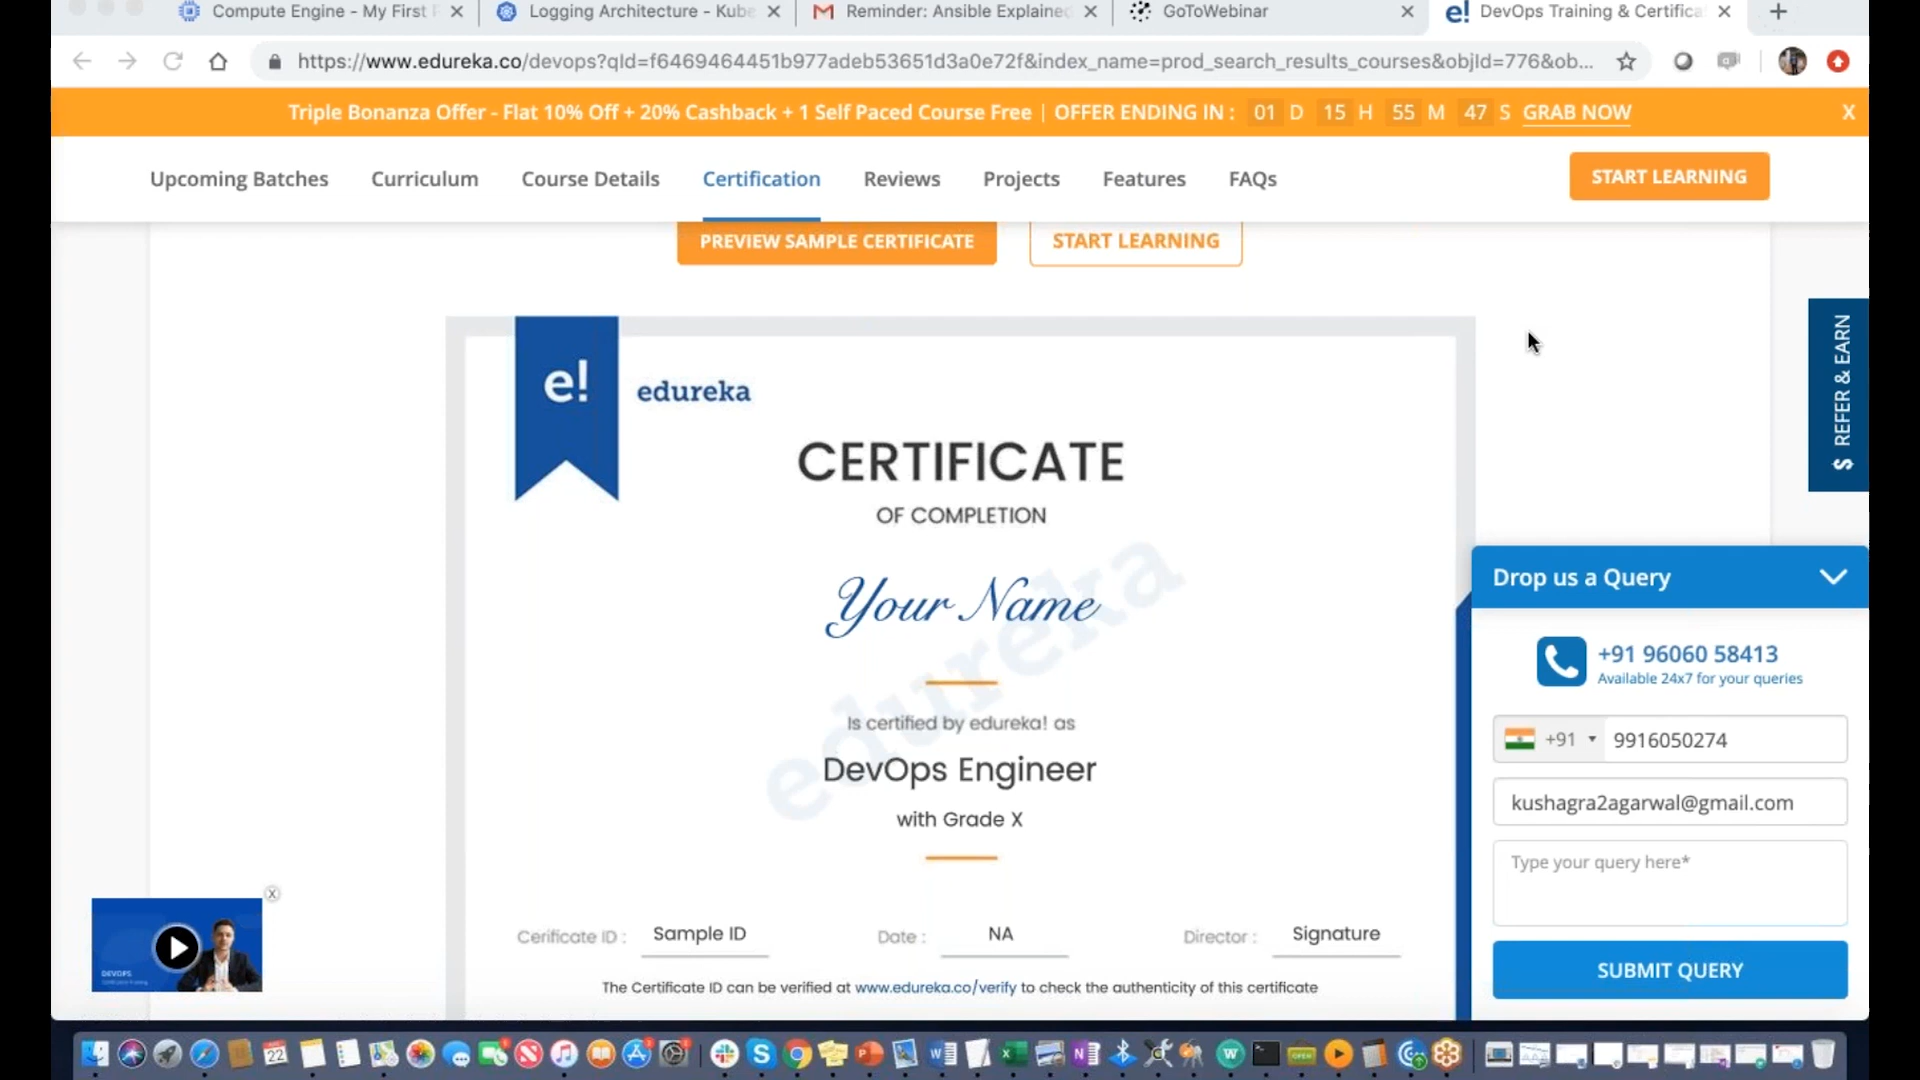 Compute Engine - My First
Logging Architecture - Kube
Reminder: Ansible Explained
GoToWebinar
e! DevOps Training & Certifica
https://www.edureka.co/devops?qId=f6469464451b977adeb53651d3a0e72f&index_name=prod_search_results_courses&objId=776&ob...
Triple Bonanza Offer - Flat 10% Off + 20% Cashback + 1 Self Paced Course Free | OFFER ENDING IN : 01 D 15 H 55 M 47 S GRAB NOW X
Upcoming Batches Curriculum Course Details Certification Reviews Projects Features FAQs START LEARNING
PREVIEW SAMPLE CERTIFICATE START LEARNING
$ REFER & EARN
e! edureka
CERTIFICATE
OF COMPLETION
Your Name
edureka
Is certified by edureka! as
DevOps Engineer
with Grade X
Cerificate ID : Sample ID Date : NA Director : Signature
The Certificate ID can be verified at www.edureka.co/verify to check the authenticity of this certificate
Drop us a Query
+91 96060 58413
Available 24x7 for your queries
+91 9916050274
kushagra2agarwal@gmail.com
Type your query here*
SUBMIT QUERY
X
DEVOPS
22